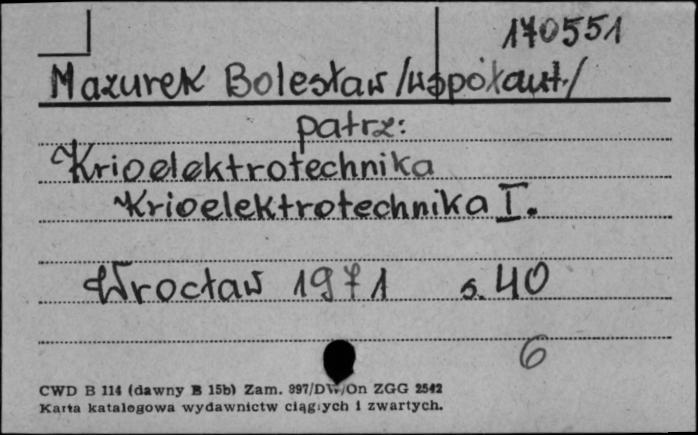 170551
Mazurek Bolesław /współaut./
patrz:
Krioelektrotechnika
Krioelektrotechnika I.
Wrocław 1971 s. 40
6
CWD B 114 (dawny B 15b) Zam. 997/DW/On ZGG 2542
Karta katalogowa wydawnictw ciągłych i zwartych.